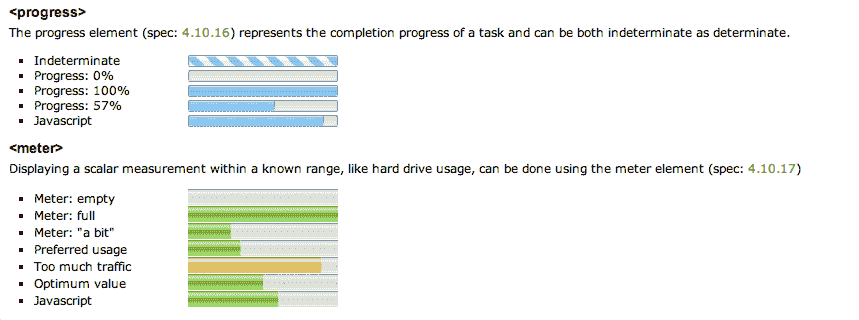 <progress>
The progress element (spec: 4.10.16) represents the completion progress of a task and can be both indeterminate as determinate.
Indeterminate
Progress: 0%
Progress: 100%
Progress: 57%
Javascript
<meter>
Displaying a scalar measurement within a known range, like hard drive usage, can be done using the meter element (spec: 4.10.17)
Meter: empty
Meter: full
Meter: "a bit"
Preferred usage
Too much traffic
Optimum value
Javascript